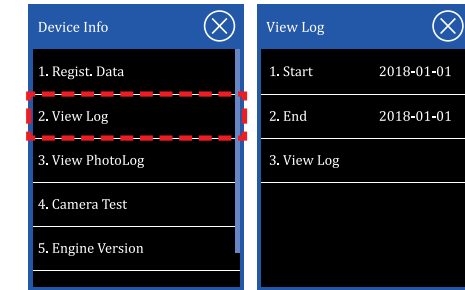 Device Info
1. Regist. Data
2. View Log
3. View PhotoLog
4. Camera Test
5. Engine Version
View Log
1. Start 2018-01-01
2. End 2018-01-01
3. View Log